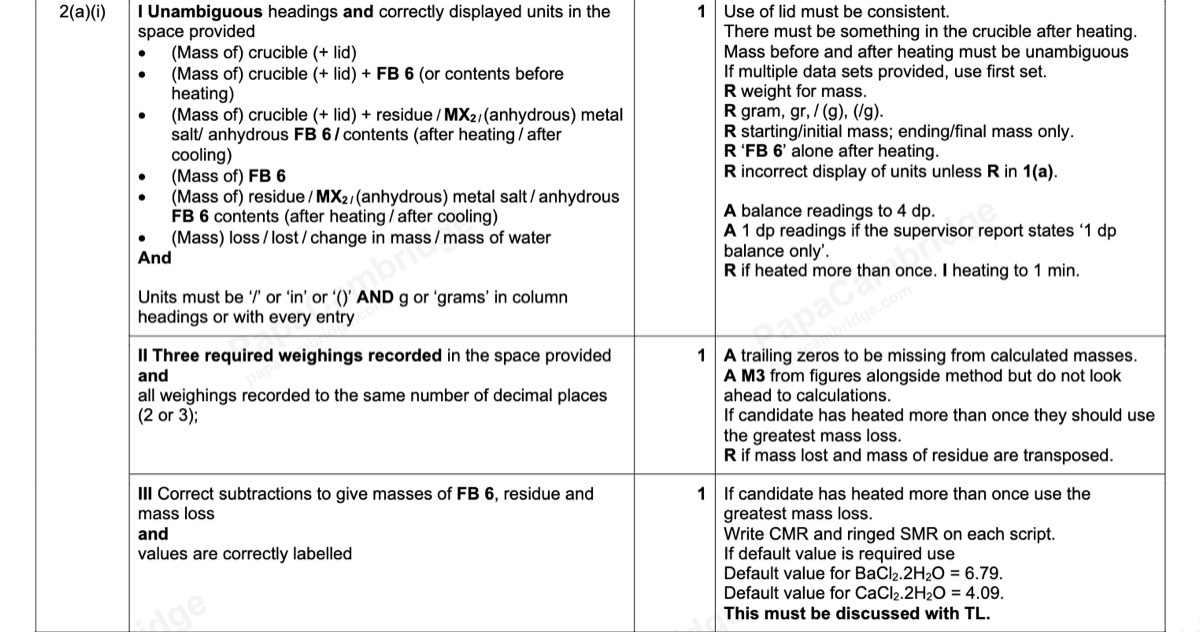 2(a)(i)
I Unambiguous headings and correctly displayed units in the
space provided
• (Mass of) crucible (+ lid)
• (Mass of) crucible (+ lid) + FB 6 (or contents before
heating)
• (Mass of) crucible (+ lid) + residue / MX₂/(anhydrous) metal
salt/ anhydrous FB 6 / contents (after heating / after
cooling)
• (Mass of) FB 6
• (Mass of) residue / MX₂/(anhydrous) metal salt / anhydrous
FB 6 contents (after heating / after cooling)
• (Mass) loss / lost / change in mass / mass of water
And
Units must be '/' or 'in' or '()' AND g or 'grams' in column
headings or with every entry
1
Use of lid must be consistent.
There must be something in the crucible after heating.
Mass before and after heating must be unambiguous
If multiple data sets provided, use first set.
R weight for mass.
R gram, gr, / (g), (/g).
R starting/initial mass; ending/final mass only.
R 'FB 6' alone after heating.
R incorrect display of units unless R in 1(a).
A balance readings to 4 dp.
A 1 dp readings if the supervisor report states '1 dp
balance only'.
R if heated more than once. I heating to 1 min.
II Three required weighings recorded in the space provided
and
all weighings recorded to the same number of decimal places
(2 or 3);
1
A trailing zeros to be missing from calculated masses.
A M3 from figures alongside method but do not look
ahead to calculations.
If candidate has heated more than once they should use
the greatest mass loss.
R if mass lost and mass of residue are transposed.
III Correct subtractions to give masses of FB 6, residue and
mass loss
and
values are correctly labelled
1
If candidate has heated more than once use the
greatest mass loss.
Write CMR and ringed SMR on each script.
If default value is required use
Default value for BaCl₂.2H₂O = 6.79.
Default value for CaCl₂.2H₂O = 4.09.
This must be discussed with TL.
PapaCambridge